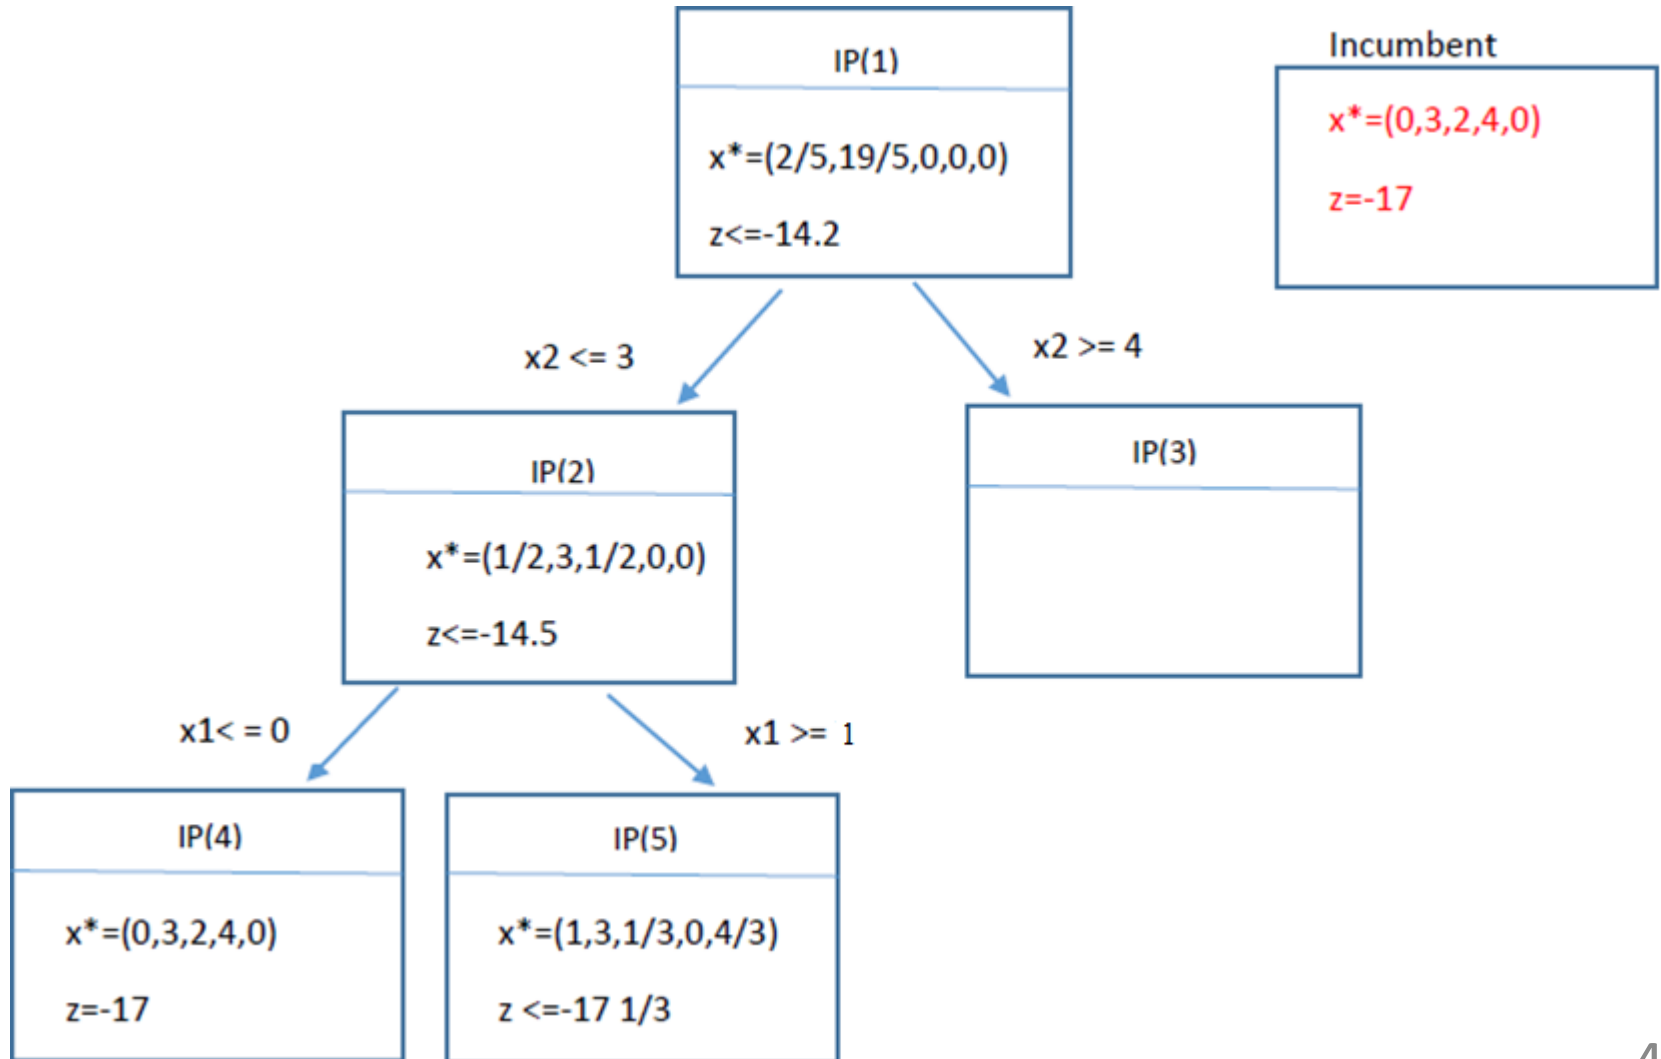 IP(1)
x*=(2/5,19/5,0,0,0)
z<=-14.2
Incumbent
x*=(0,3,2,4,0)
z=-17
x2 <= 3
x2 >= 4
IP(2)
x*=(1/2,3,1/2,0,0)
z<=-14.5
IP(3)
x1< = 0
x1 >= 1
IP(4)
x*=(0,3,2,4,0)
z=-17
IP(5)
x*=(1,3,1/3,0,4/3)
z <=-17 1/3